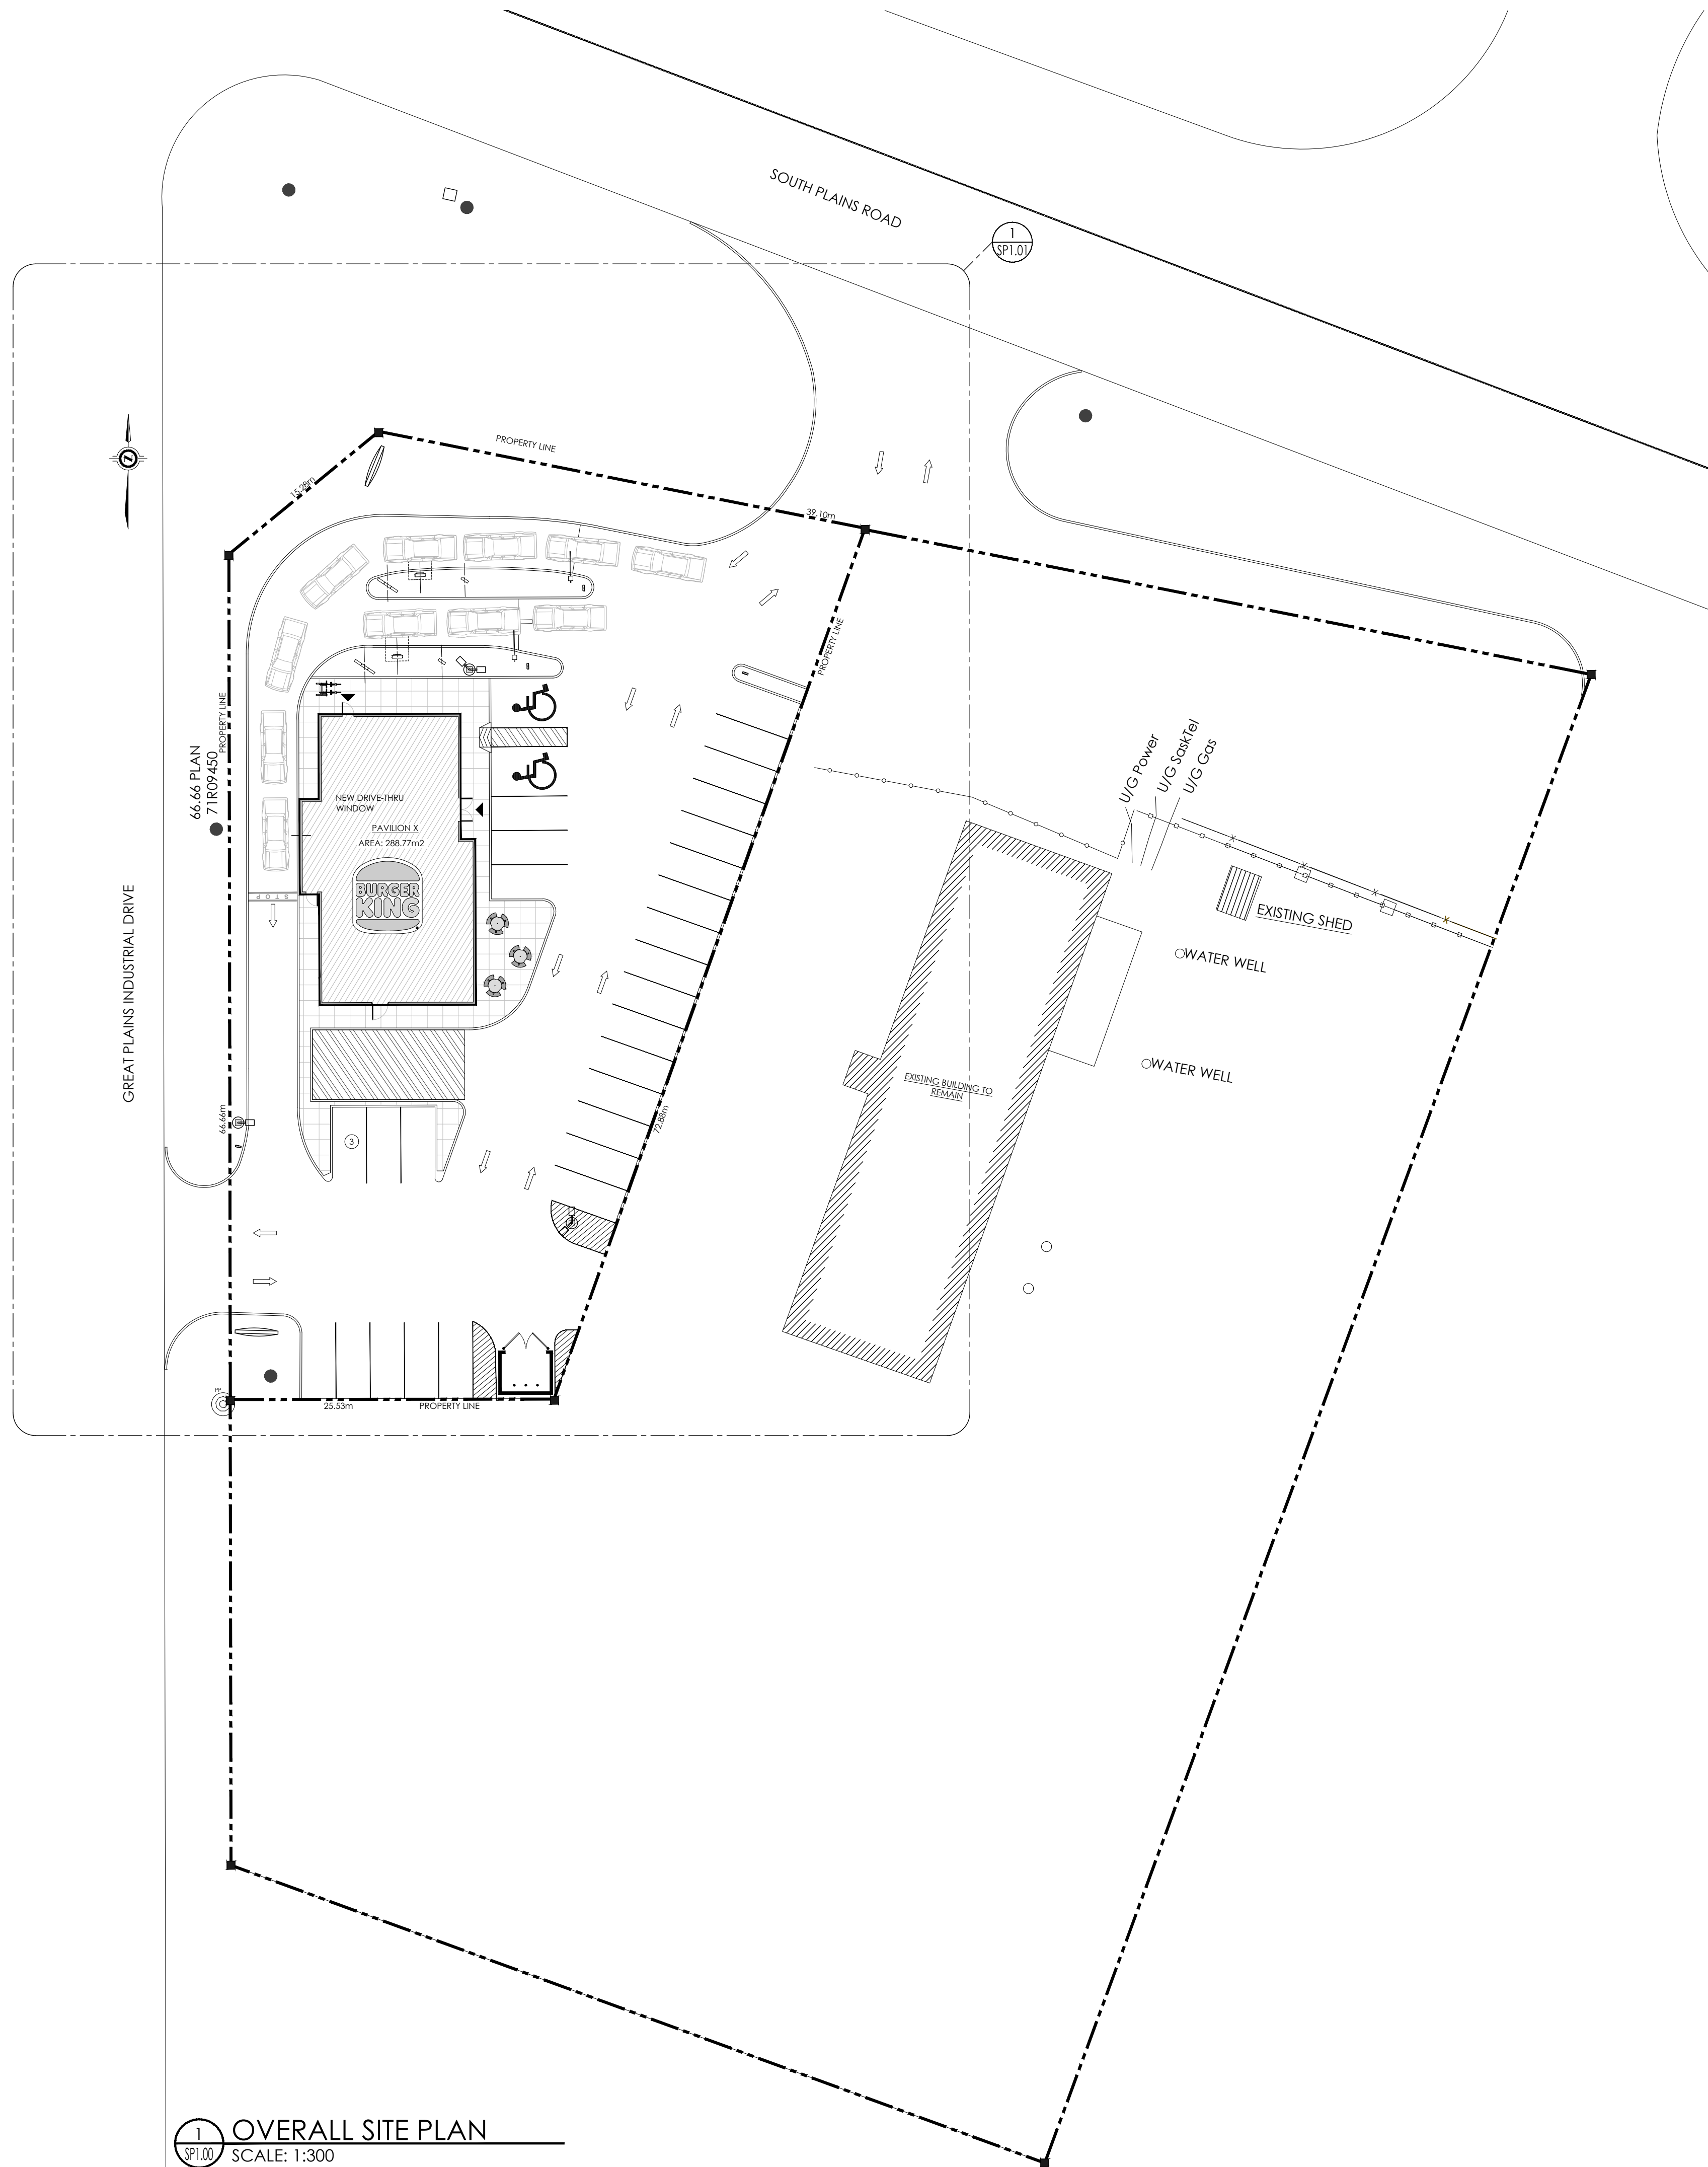 SOUTH PLAINS ROAD
1
SP1.01
PROPERTY LINE
15.28m
39.10m
Z
PROPERTY LINE
PROPERTY LINE
66.66 PLAN
71R09450
U/G Power
U/G SaskTel
U/G Gas
NEW DRIVE-THRU
WINDOW
PAVILION X
AREA: 288.77m2
BURGER
KING
STOP
EXISTING SHED
WATER WELL
GREAT PLAINS INDUSTRIAL DRIVE
WATER WELL
EXISTING BUILDING TO
REMAIN
66.66m
72.88m
3
PP
25.53m
PROPERTY LINE
1
SP1.00
OVERALL SITE PLAN
SCALE: 1:300